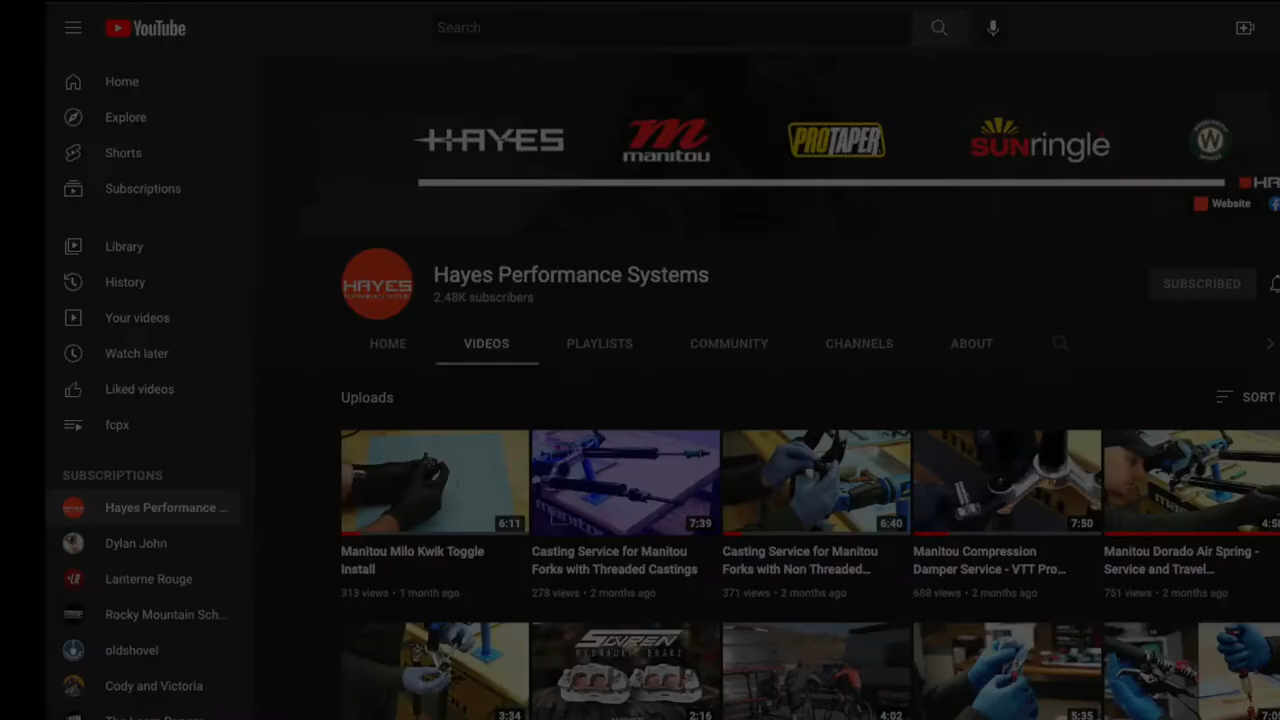 YouTube
Search
Home
Explore
Shorts
Subscriptions
Library
History
Your videos
Watch later
Liked videos
fcpx
SUBSCRIPTIONS
Hayes Performance ...
Dylan John
Lanterne Rouge
Rocky Mountain Sch...
oldshovel
Cody and Victoria
HAYES
manitou
PROTAPER
SUNringlé
W
Website
HAYES
PERFORMANCE SYSTEMS
Hayes Performance Systems
2.48K subscribers
SUBSCRIBED
HOME VIDEOS PLAYLISTS COMMUNITY CHANNELS ABOUT
Uploads
SORT
6:11
Manitou Milo Kwik Toggle
Install
313 views • 1 month ago
7:39
Casting Service for Manitou
Forks with Threaded Castings
278 views • 2 months ago
6:40
Casting Service for Manitou
Forks with Non Threaded...
371 views • 2 months ago
7:50
Manitou Compression
Damper Service - VTT Pro...
688 views • 2 months ago
Manitou Dorado Air Spring -
Service and Travel...
751 views • 2 months ago
3:34
HYDRAULIC BRAKE
2:16
4:02
5:35